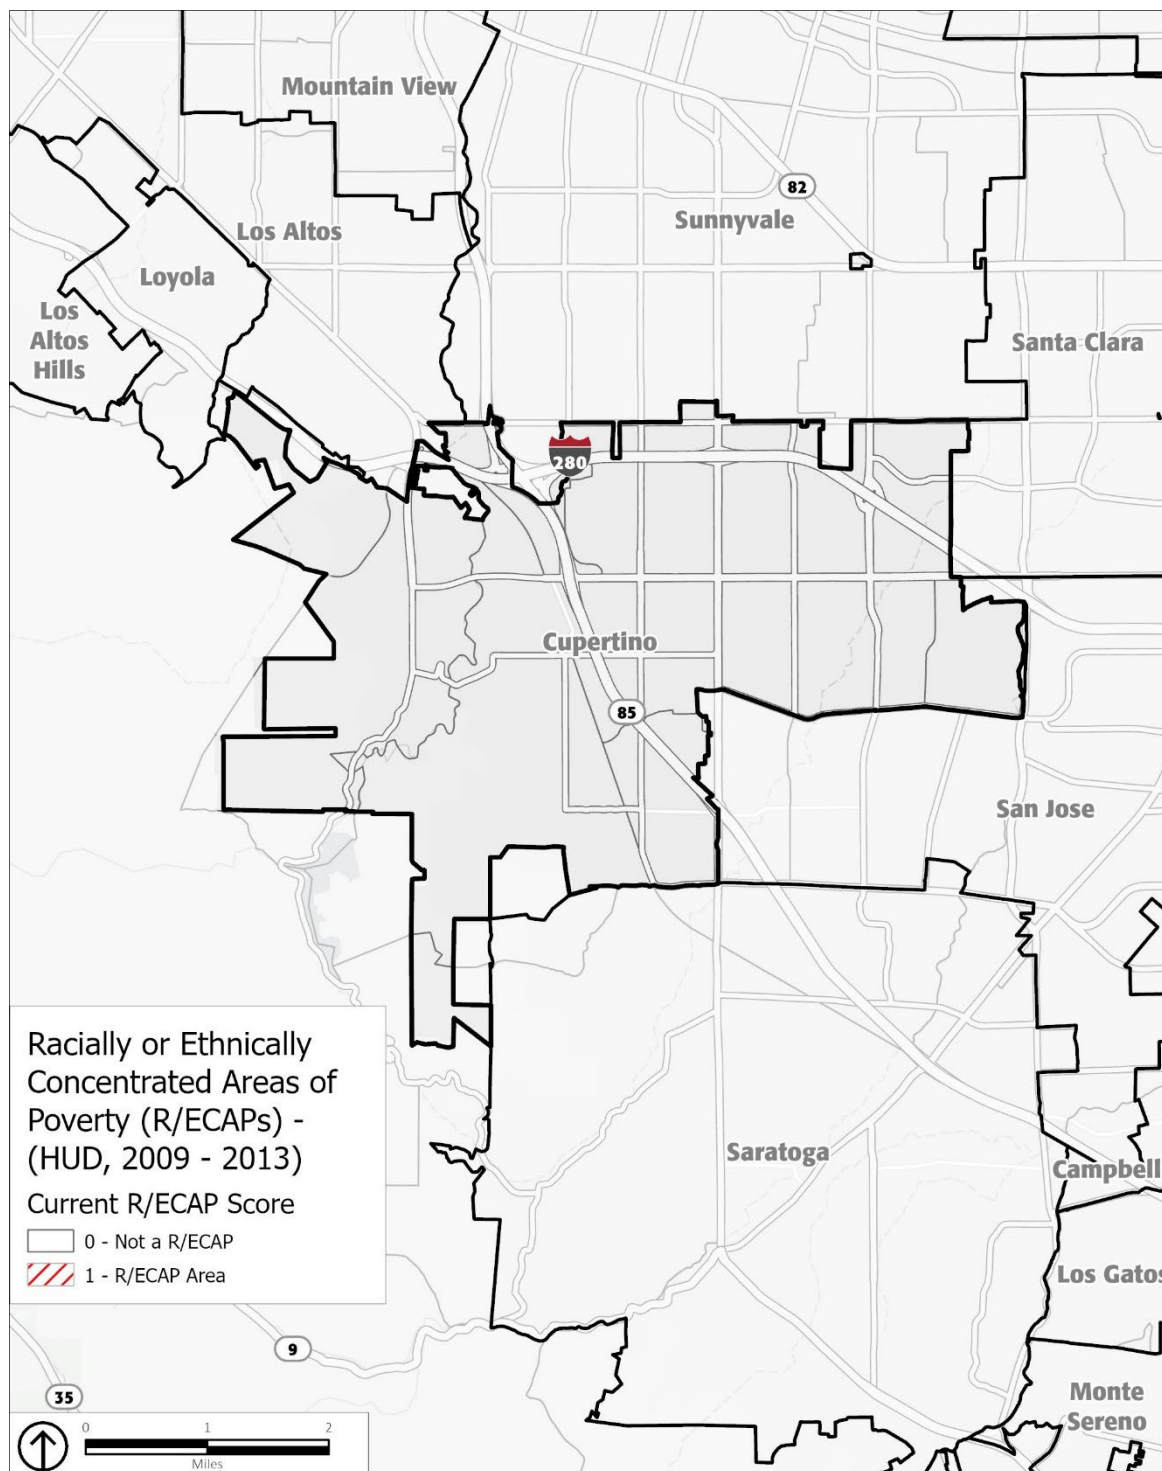 Mountain View
82
Sunnyvale
Los Altos
Loyola
Los
Altos
Hills
Santa Clara
280
Cupertino
85
San Jose
Racially or Ethnically
Concentrated Areas of
Poverty (R/ECAPs) -
(HUD, 2009 - 2013)
Current R/ECAP Score
0 - Not a R/ECAP
1 - R/ECAP Area
Saratoga
Campbell
Los Gatos
9
35
Monte
Sereno
0 1 2
Miles